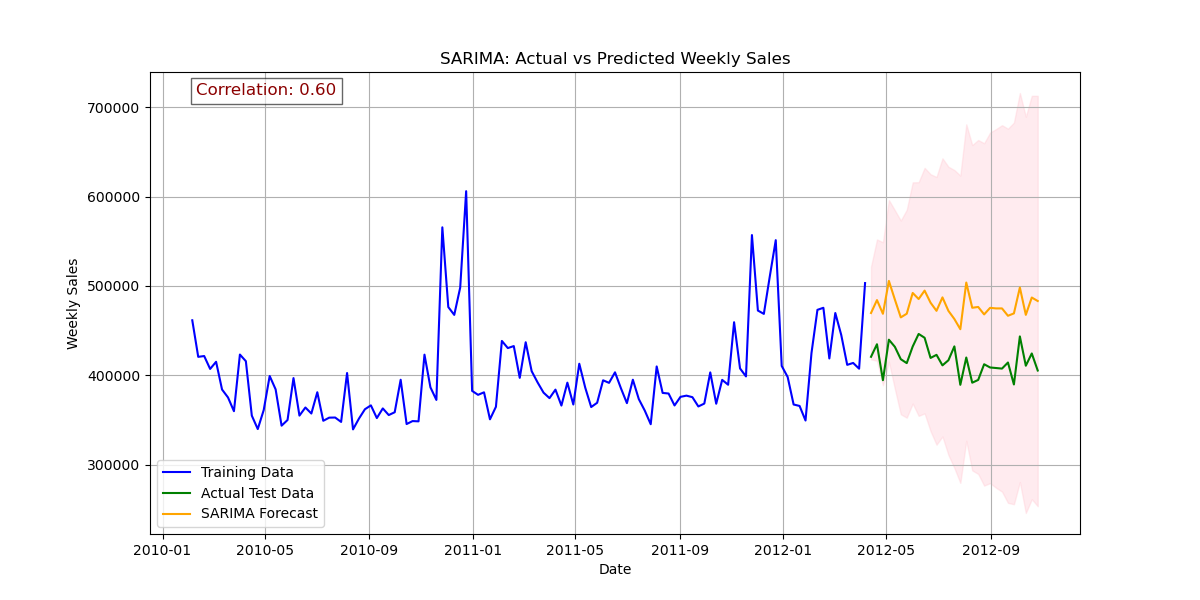 SARIMA: Actual vs Predicted Weekly Sales
Correlation: 0.60
700000
600000
500000
400000
300000
Weekly Sales
Training Data
Actual Test Data
SARIMA Forecast
2010-01 2010-05 2010-09 2011-01 2011-05 2011-09 2012-01 2012-05 2012-09
Date